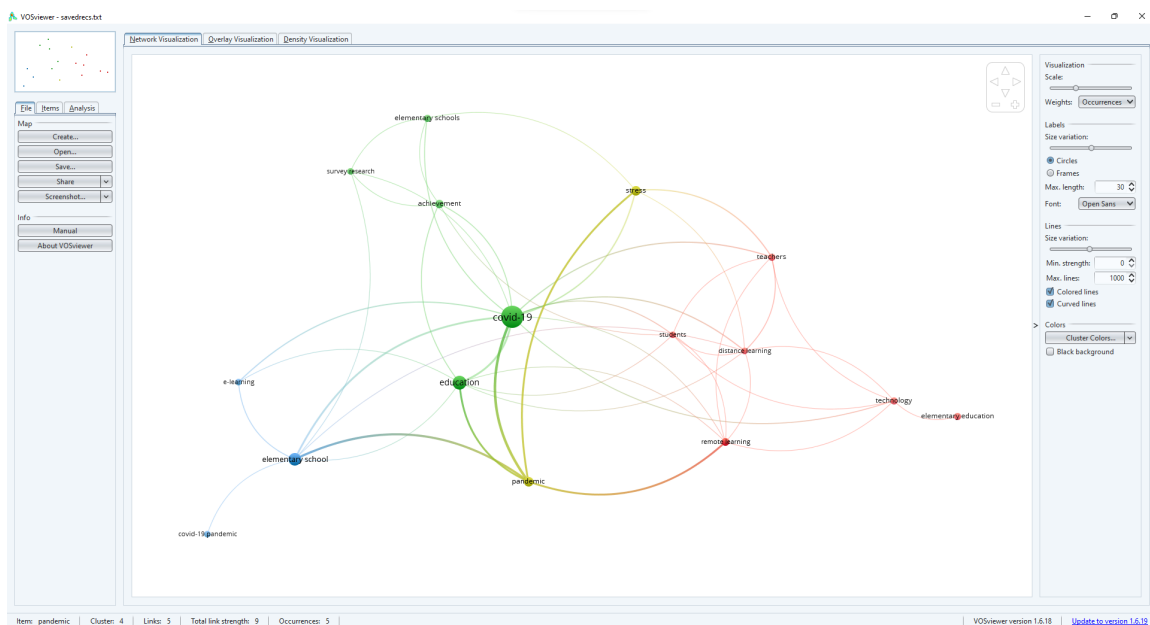 VOSviewer - savedrecs.txt
Network Visualization Overlay Visualization Density Visualization
File Items Analysis
Map
Create...
Open...
Save...
Share
Screenshot...
Info
Manual
About VOSviewer
elementary schools
survey research
stress
achievement
teachers
covid-19
students
distance learning
e-learning
education
technology
elementary education
remote learning
elementary school
pandemic
covid-19 pandemic
Visualization
Scale:
Weights: Occurrences
Labels
Size variation:
Circles
Frames
Max. length: 30
Font: Open Sans
Lines
Size variation:
Min. strength: 0
Max. lines: 1000
Colored lines
Curved lines
>
Colors
Cluster Colors...
Black background
Item: pandemic Cluster: 4 Links: 5 Total link strength: 9 Occurrences: 5 VOSviewer version 1.6.18 Update to version 1.6.19